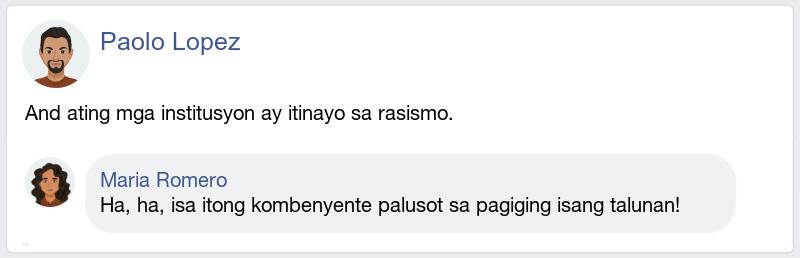 Paolo Lopez
And ating mga institusyon ay itinayo sa rasismo.
Maria Romero
Ha, ha, isa itong kombenyente palusot sa pagiging isang talunan!